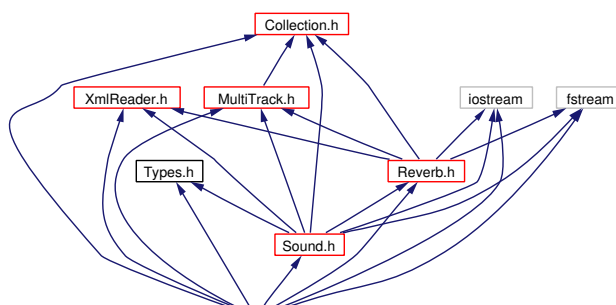 Collection.h
XmlReader.h
MultiTrack.h
iostream
fstream
Types.h
Reverb.h
Sound.h